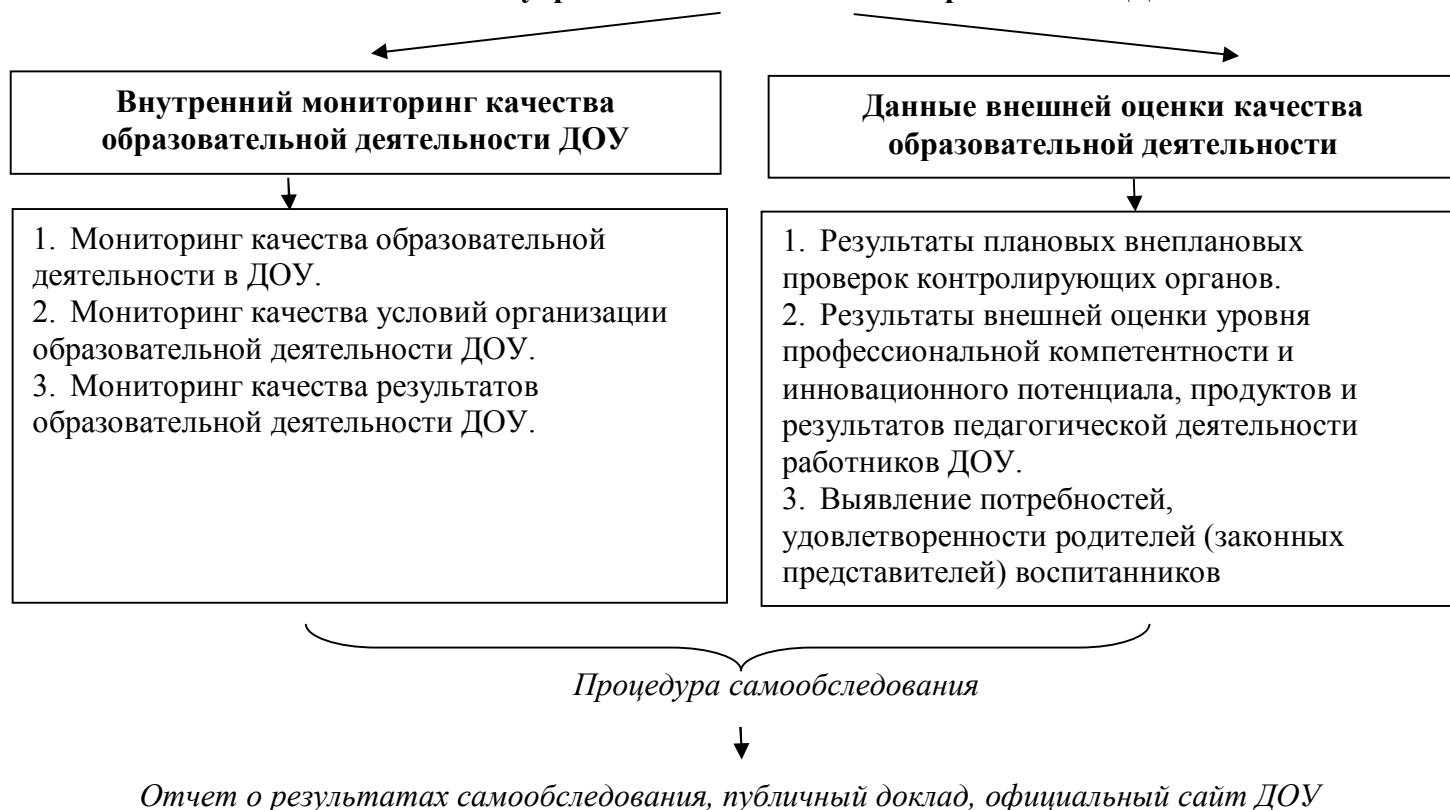 Внутренний мониторинг качества
образовательной деятельности ДОУ
Данные внешней оценки качества
образовательной деятельности
1. Мониторинг качества образовательной
деятельности в ДОУ.
2. Мониторинг качества условий организации
образовательной деятельности ДОУ.
3. Мониторинг качества результатов
образовательной деятельности ДОУ.
1. Результаты плановых внеплановых
проверок контролирующих органов.
2. Результаты внешней оценки уровня
профессиональной компетентности и
инновационного потенциала, продуктов и
результатов педагогической деятельности
работников ДОУ.
3. Выявление потребностей,
удовлетворенности родителей (законных
представителей) воспитанников
Процедура самообследования
Отчет о результатах самообследования, публичный доклад, официальный сайт ДОУ